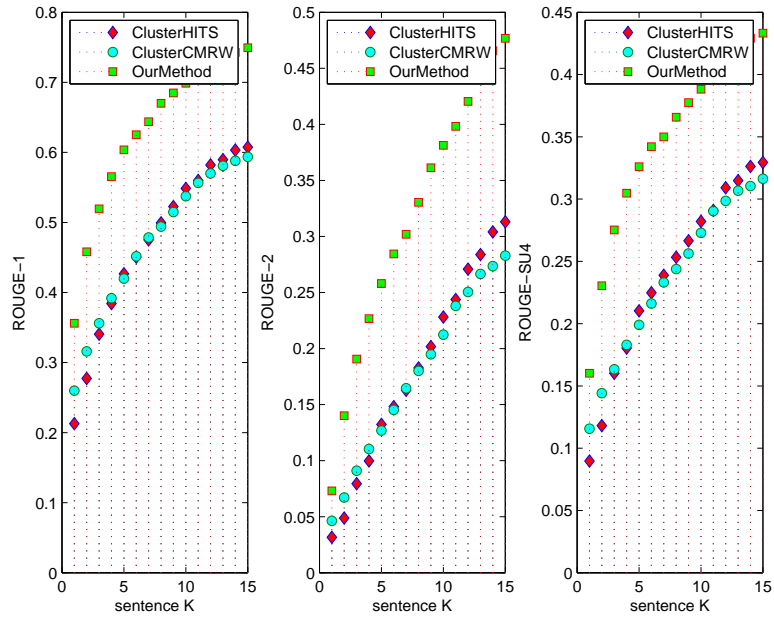 0.8
0.7
0.6
0.5
0.4
0.3
0.2
0.1
0
0
5
10
15
ROUGE−1
sentence K
ClusterHITS
ClusterCMRW
OurMethod
0.5
0.45
0.4
0.35
0.3
0.25
0.2
0.15
0.1
0.05
0
0
5
10
15
ROUGE−2
sentence K
ClusterHITS
ClusterCMRW
OurMethod
0.45
0.4
0.35
0.3
0.25
0.2
0.15
0.1
0.05
0
0
5
10
15
ROUGE−SU4
sentence K
ClusterHITS
ClusterCMRW
OurMethod